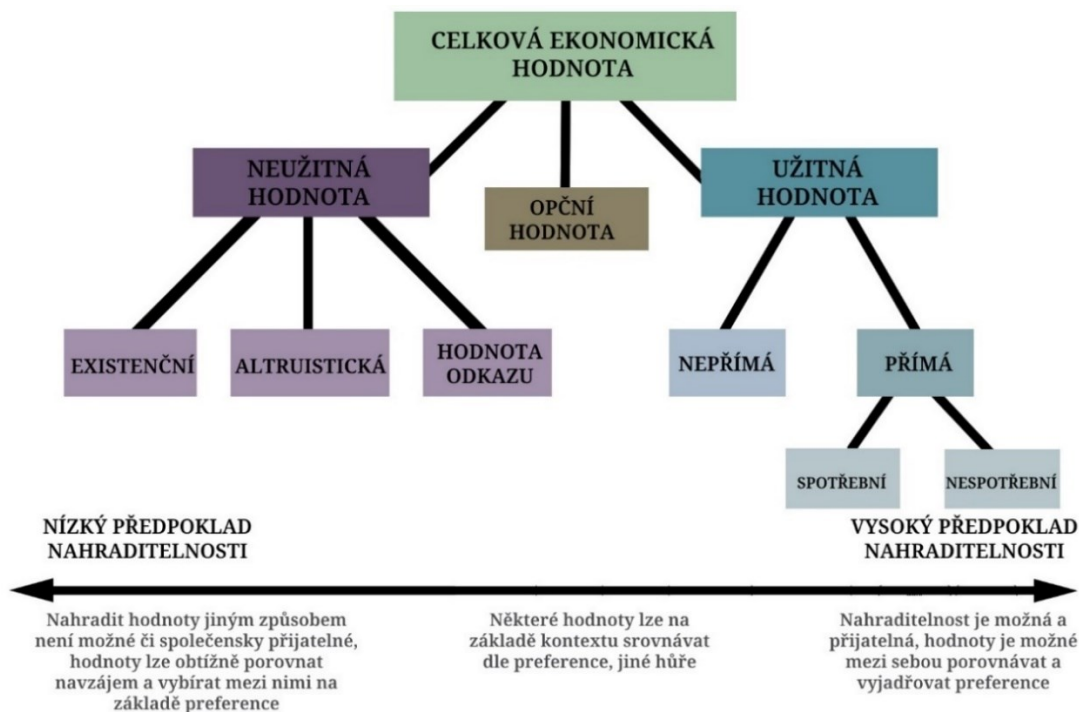 CELKOVÁ EKONOMICKÁ
HODNOTA
NEUŽITNÁ
HODNOTA
OPČNÍ
HODNOTA
UŽITNÁ
HODNOTA
EXISTENČNÍ
ALTRUISTICKÁ
HODNOTA
ODKAZU
NEPŘÍMÁ
PŘÍMÁ
SPOTŘEBNÍ
NESPOTŘEBNÍ
NÍZKÝ PŘEDPOKLAD
NAHRADITELNOSTI
VYSOKÝ PŘEDPOKLAD
NAHRADITELNOSTI
Nahradit hodnoty jiným způsobem
není možné či společensky přijatelné,
hodnoty lze obtížně porovnat
navzájem a vybírat mezi nimi na
základě preference
Některé hodnoty lze na
základě kontextu srovnávat
dle preference, jiné hůře
Nahraditelnost je možná a
přijatelná, hodnoty je možné
mezi sebou porovnávat a
vyjadřovat preference